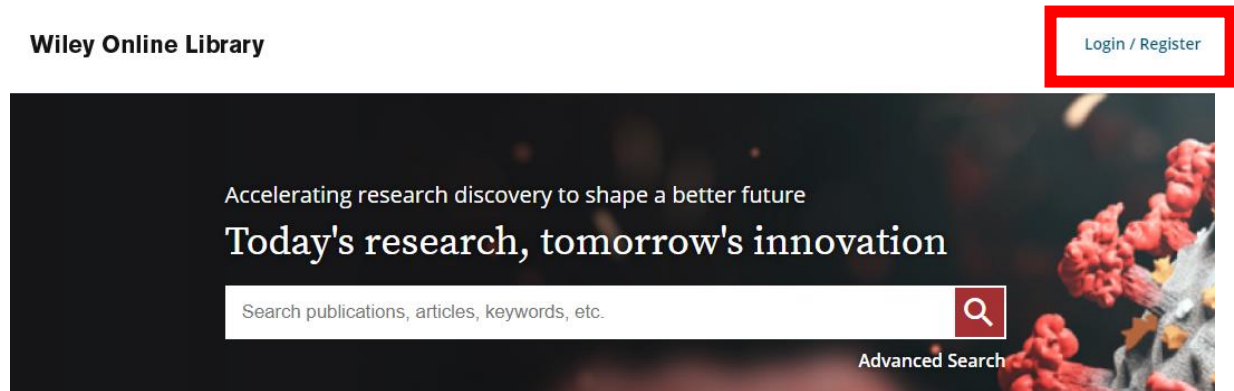 Wiley Online Library
Login / Register
Accelerating research discovery to shape a better future
Today's research, tomorrow's innovation
Search publications, articles, keywords, etc.
Advanced Search